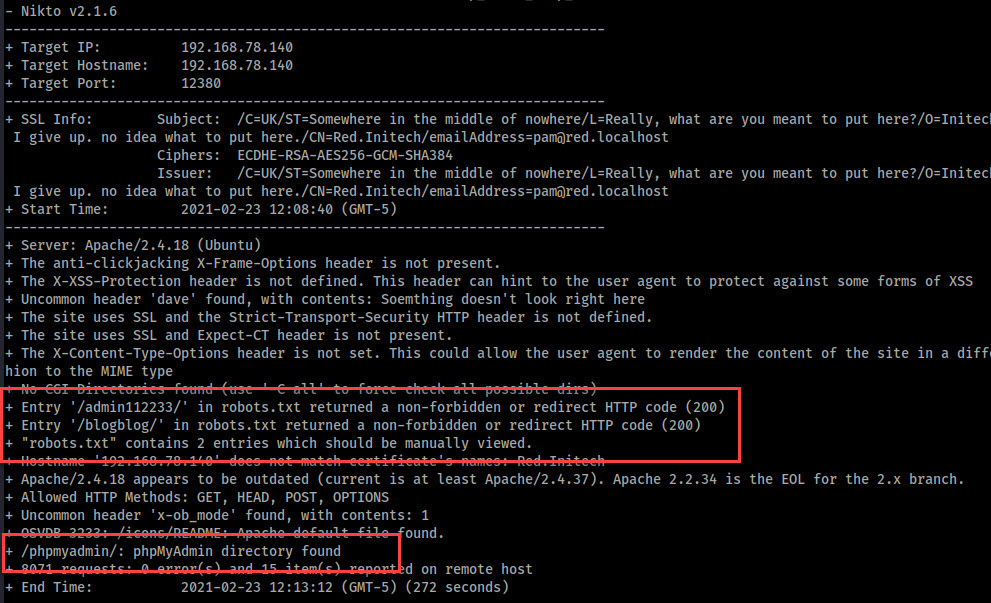 - Nikto v2.1.6
---------------------------------------------------------------------------
+ Target IP: 192.168.78.140
+ Target Hostname: 192.168.78.140
+ Target Port: 12380
---------------------------------------------------------------------------
+ SSL Info: Subject: /C=UK/ST=Somewhere in the middle of nowhere/L=Really, what are you meant to put here?/O=Initec
I give up. no idea what to put here./CN=Red.Initech/emailAddress=pam@red.localhost
Ciphers: ECDHE-RSA-AES256-GCM-SHA384
Issuer: /C=UK/ST=Somewhere in the middle of nowhere/L=Really, what are you meant to put here?/O=Initec
I give up. no idea what to put here./CN=Red.Initech/emailAddress=pam@red.localhost
+ Start Time: 2021-02-23 12:08:40 (GMT-5)
---------------------------------------------------------------------------
+ Server: Apache/2.4.18 (Ubuntu)
+ The anti-clickjacking X-Frame-Options header is not present.
+ The X-XSS-Protection header is not defined. This header can hint to the user agent to protect against some forms of XSS
+ Uncommon header 'dave' found, with contents: Soemthing doesn't look right here
+ The site uses SSL and the Strict-Transport-Security HTTP header is not defined.
+ The site uses SSL and Expect-CT header is not present.
+ The X-Content-Type-Options header is not set. This could allow the user agent to render the content of the site in a diffe
hion to the MIME type
+ No CGI Directories found (use '-C all' to force check all possible dirs)
+ Entry '/admin112233/' in robots.txt returned a non-forbidden or redirect HTTP code (200)
+ Entry '/blogblog/' in robots.txt returned a non-forbidden or redirect HTTP code (200)
+ "robots.txt" contains 2 entries which should be manually viewed.
+ Hostname '192.168.78.140' does not match certificate's names: Red.Initech
+ Apache/2.4.18 appears to be outdated (current is at least Apache/2.4.37). Apache 2.2.34 is the EOL for the 2.x branch.
+ Allowed HTTP Methods: GET, HEAD, POST, OPTIONS
+ Uncommon header 'x-ob_mode' found, with contents: 1
+ OSVDB-3233: /icons/README: Apache default file found.
+ /phpmyadmin/: phpMyAdmin directory found
+ 8071 requests: 0 error(s) and 15 item(s) reported on remote host
+ End Time: 2021-02-23 12:13:12 (GMT-5) (272 seconds)